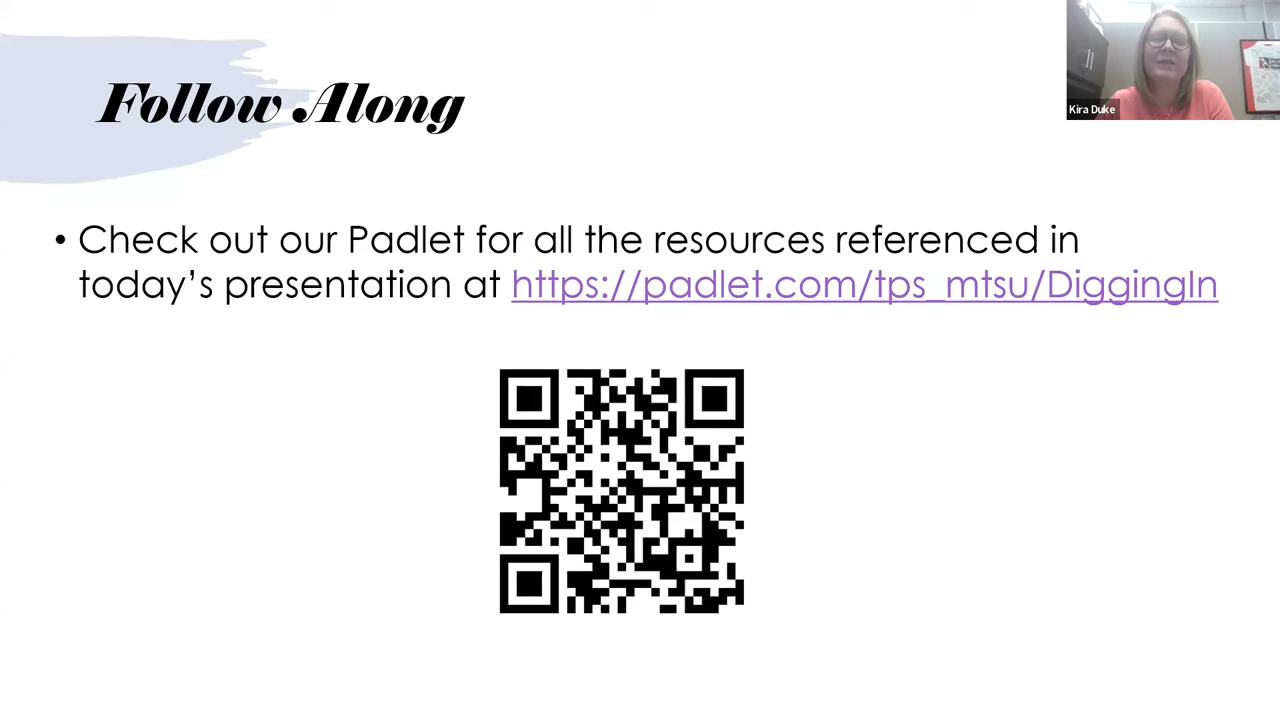 Follow Along
Kira Duke
• Check out our Padlet for all the resources referenced in
today’s presentation at https://padlet.com/tps_mtsu/DiggingIn